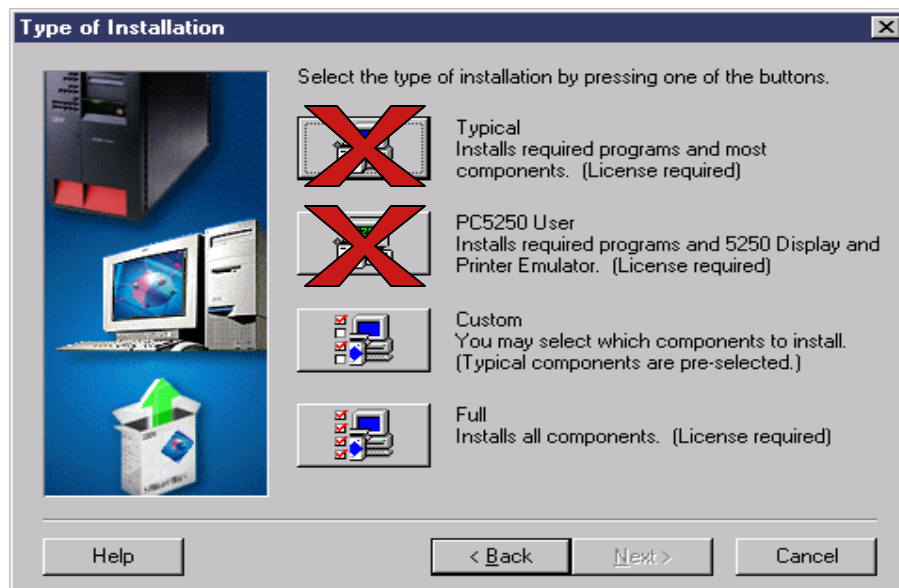 Type of Installation
Select the type of installation by pressing one of the buttons.
Typical
Installs required programs and most
components. (License required)
PC5250 User
Installs required programs and 5250 Display and
Printer Emulator. (License required)
Custom
You may select which components to install.
(Typical components are pre-selected.)
Full
Installs all components. (License required)
Help
< Back
Next >
Cancel